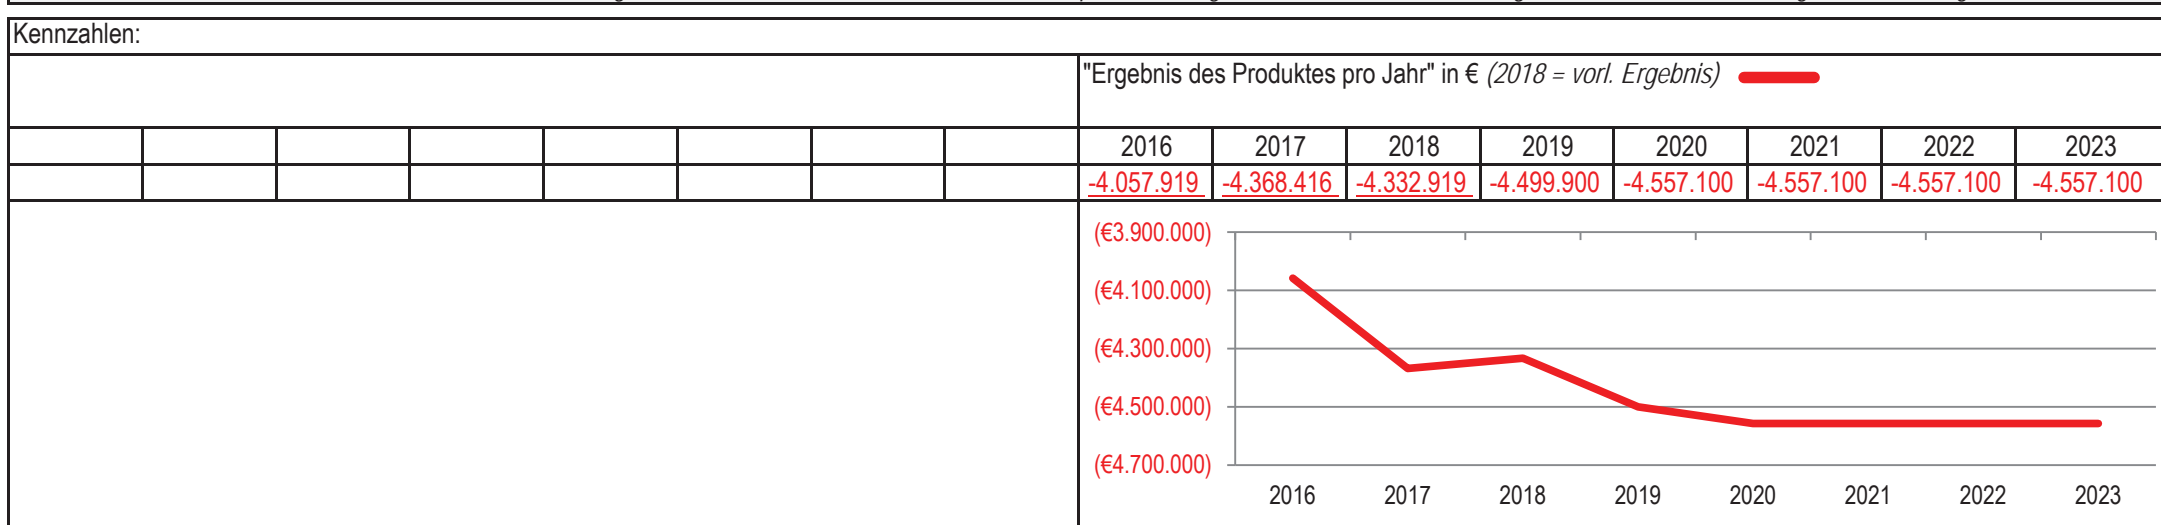 Kennzahlen:
"Ergebnis des Produktes pro Jahr" in € (2018 = vorl. Ergebnis)
2016 2017 2018 2019 2020 2021 2022 2023
-4.057.919 -4.368.416 -4.332.919 -4.499.900 -4.557.100 -4.557.100 -4.557.100 -4.557.100
(€3.900.000)
(€4.100.000)
(€4.300.000)
(€4.500.000)
(€4.700.000)
2016 2017 2018 2019 2020 2021 2022 2023